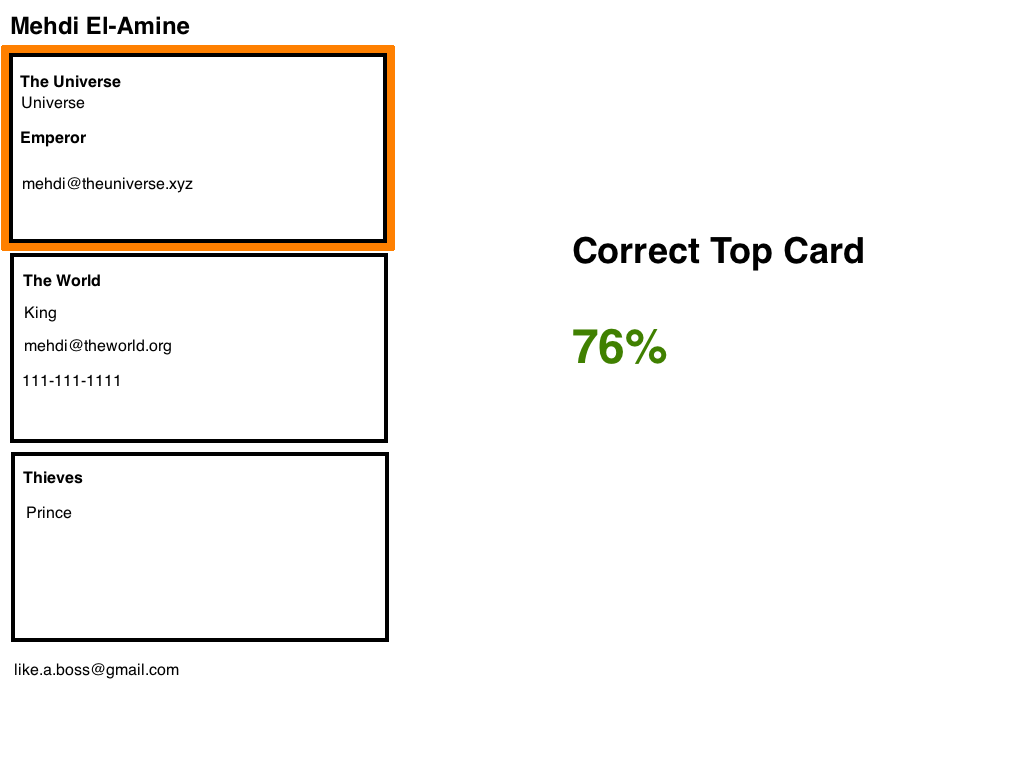 Mehdi El-Amine
The Universe
Universe
Emperor
mehdi@theuniverse.xyz
The World
King
mehdi@theworld.org
111-111-1111
Thieves
Prince
like.a.boss@gmail.com
Correct Top Card
76%